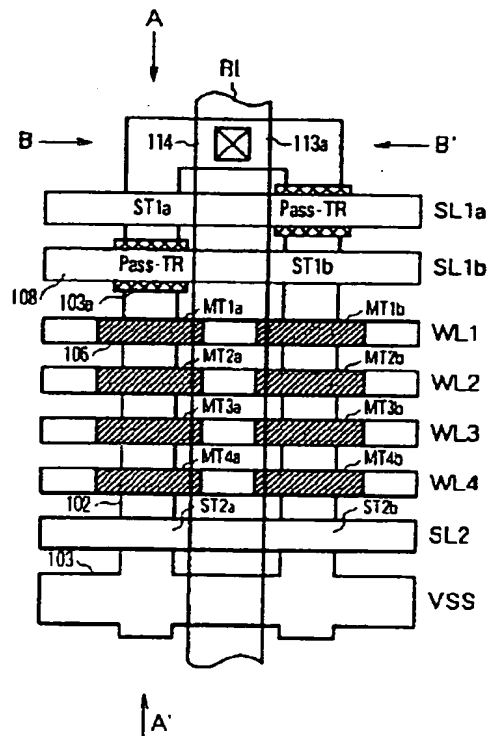 A
Bl
B 114 113a B'
ST1a Pass-TR SL1a
Pass-TR ST1b SL1b
108 103a
MT1a MT1b
WL1
106
MT2a MT2b
WL2
MT3a MT3b
WL3
MT4a MT4b
WL4
102
ST2a ST2b
SL2
103
VSS
A'